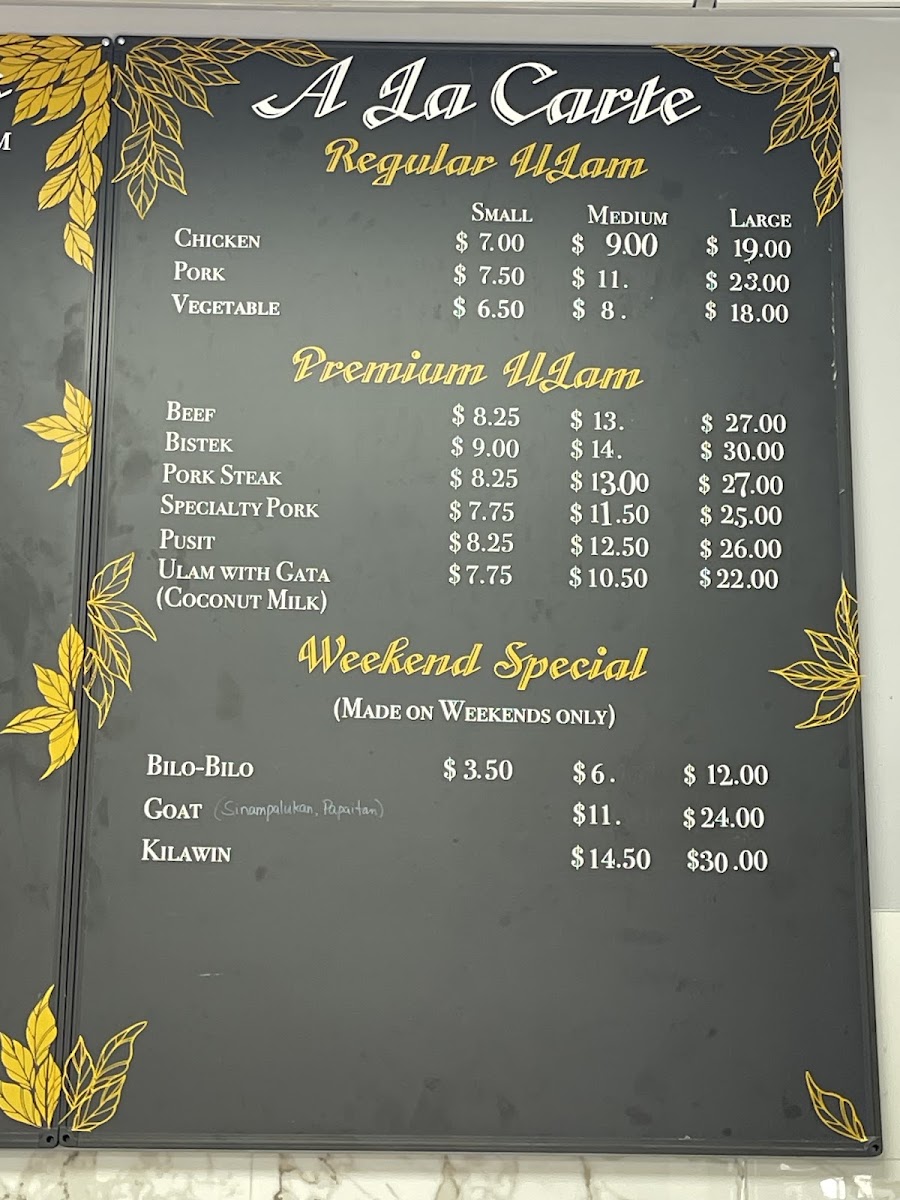 M
A La Carte
Regular Ulam
Small Medium Large
Chicken $ 7.00 $ 9.00 $ 19.00
Pork $ 7.50 $ 11. $ 23.00
Vegetable $ 6.50 $ 8. $ 18.00
Premium Ulam
Beef $ 8.25 $ 13. $ 27.00
Bistek $ 9.00 $ 14. $ 30.00
Pork Steak $ 8.25 $ 13.00 $ 27.00
Specialty Pork $ 7.75 $ 11.50 $ 25.00
Pusit $ 8.25 $ 12.50 $ 26.00
Ulam with Gata $ 7.75 $ 10.50 $ 22.00
(Coconut Milk)
Weekend Special
(Made on Weekends only)
Bilo-Bilo $ 3.50 $ 6. $ 12.00
Goat (Sinampalukan, Papaitan) $11. $ 24.00
Kilawin $ 14.50 $30.00